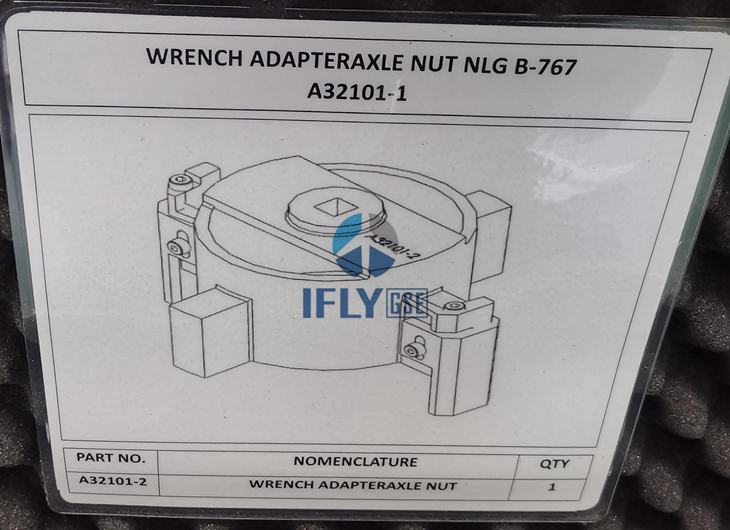 WRENCH ADAPTERAXLE NUT NLG B-767
A32101-1
A32101-2
IFLY GSE
PART NO. NOMENCLATURE QTY
A32101-2 WRENCH ADAPTERAXLE NUT 1